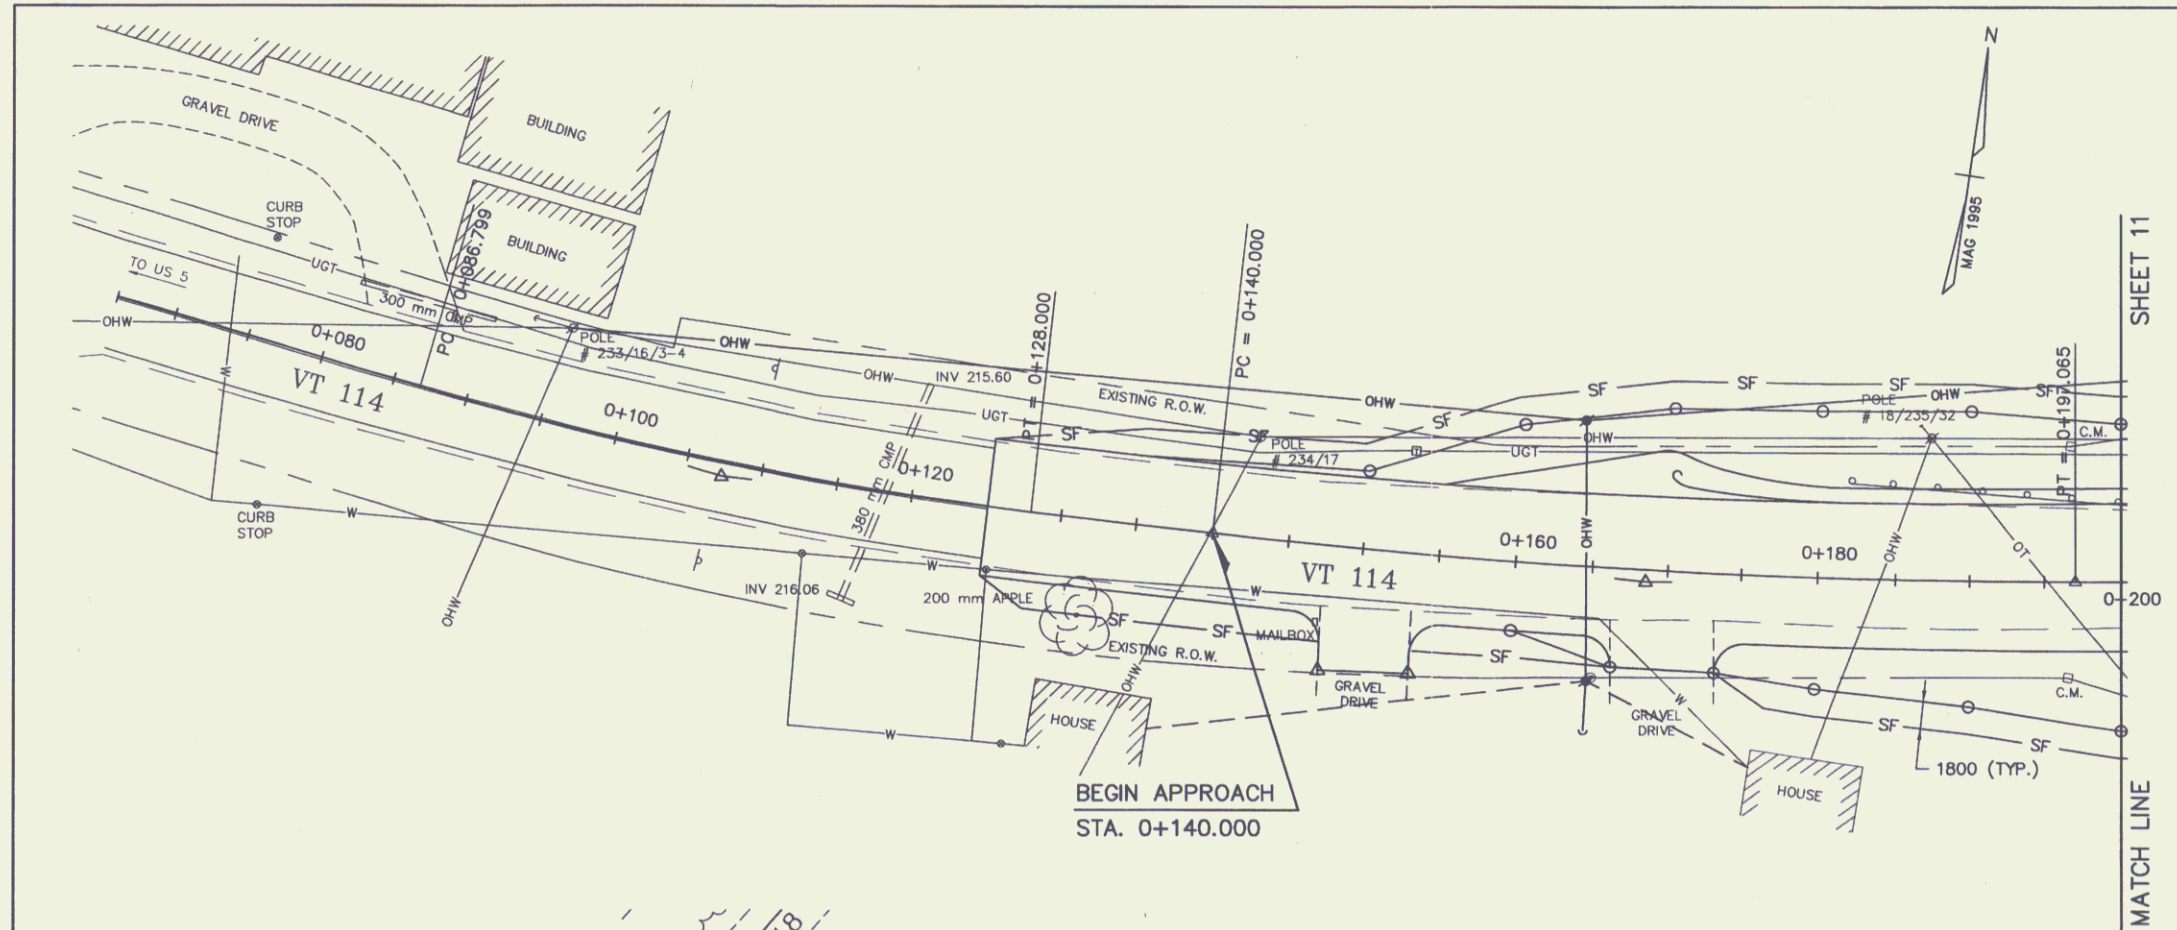 N
MAG 1995
SHEET 11
MATCH LINE
GRAVEL DRIVE
BUILDING
BUILDING
CURB
STOP
UGT
TO US 5
300 mm CMP
PC 0+086.799
OHW
0+080
POLE
# 233/16/3-4
OHW
VT 114
W
OHW
INV 215.60
PT = 0+128.000
PC = 0+140.000
EXISTING R.O.W.
OHW
SF
SF
SF
SF
OHW
POLE
# 18/235/32
PT = 0+197.065
C.M.
0+100
UGT
SF
SF
SF
POLE
# 234/17
OHW
UGT
0+120
380 mm CMP
CURB
STOP
W
0+160
OHW
0+180
OHW
OT
VT 114
W
W
0+200
INV 216.06
200 mm APPLE
SF
SF
MAILBOX
EXISTING R.O.W.
SF
OHW
OHW
GRAVEL
DRIVE
W
GRAVEL
DRIVE
C.M.
HOUSE
W
SF
SF
1800 (TYP.)
HOUSE
BEGIN APPROACH
STA. 0+140.000